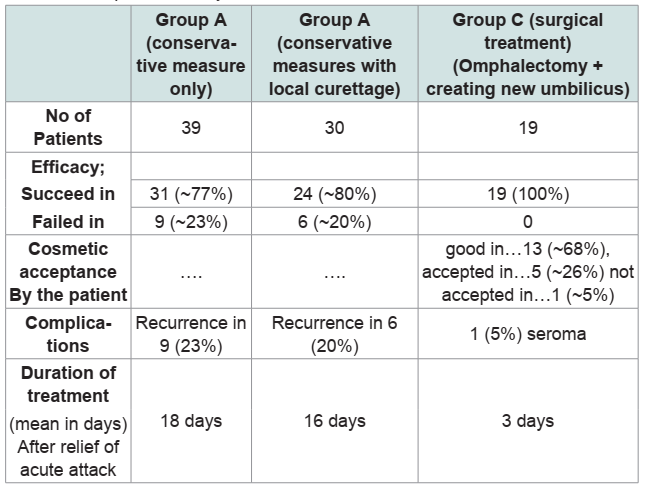 Group A
(conserva-
tive measure
only)
Group A
(conservative
measures with
local curettage)
Group C (surgical
treatment)
(Omphalectomy +
creating new umbilicus)
No of
Patients
39
30
19
Efficacy;
Succeed in
31 (~77%)
24 (~80%)
19 (100%)
Failed in
9 (~23%)
6 (~20%)
0
Cosmetic
acceptance
By the patient
....
....
good in...13 (~68%),
accepted in...5 (~26%) not
accepted in...1 (~5%)
Complica-
tions
Recurrence in
9 (23%)
Recurrence in 6
(20%)
1 (5%) seroma
Duration of
treatment
(mean in days)
After relief of
acute attack
18 days
16 days
3 days